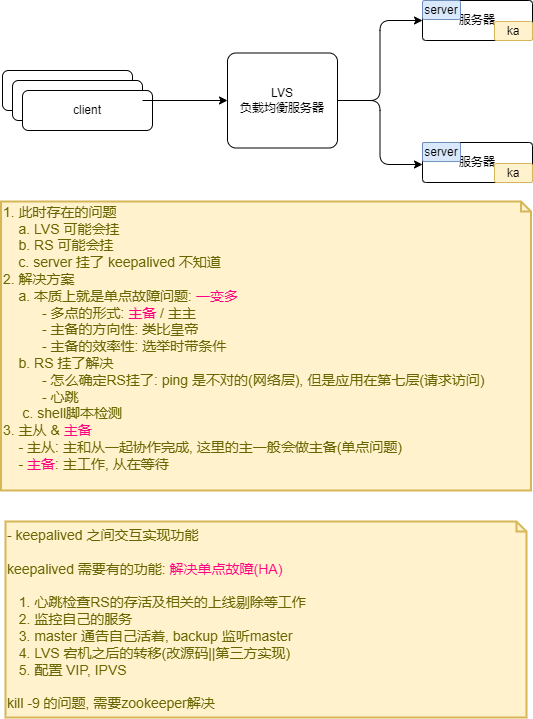 server
服务器
ka
LVS
负载均衡服务器
client
server
服务器
ka
1. 此时存在的问题
a. LVS 可能会挂
b. RS 可能会挂
c. server 挂了 keepalived 不知道
2. 解决方案
a. 本质上就是单点故障问题: 一变多
- 多点的形式: 主备 / 主主
- 主备的方向性: 类比皇帝
- 主备的效率性: 选举时带条件
b. RS 挂了解决
- 怎么确定RS挂了: ping 是不对的(网络层), 但是应用在第七层(请求访问)
- 心跳
c. shell脚本检测
3. 主从 & 主备
- 主从: 主和从一起协作完成, 这里的主一般会做主备(单点问题)
- 主备: 主工作, 从在等待
- keepalived 之间交互实现功能
keepalived 需要有的功能: 解决单点故障(HA)
1. 心跳检查RS的存活及相关的上线剔除等工作
2. 监控自己的服务
3. master 通告自己活着, backup 监听master
4. LVS 宕机之后的转移(改源码||第三方实现)
5. 配置 VIP, IPVS
kill -9 的问题, 需要zookeeper解决